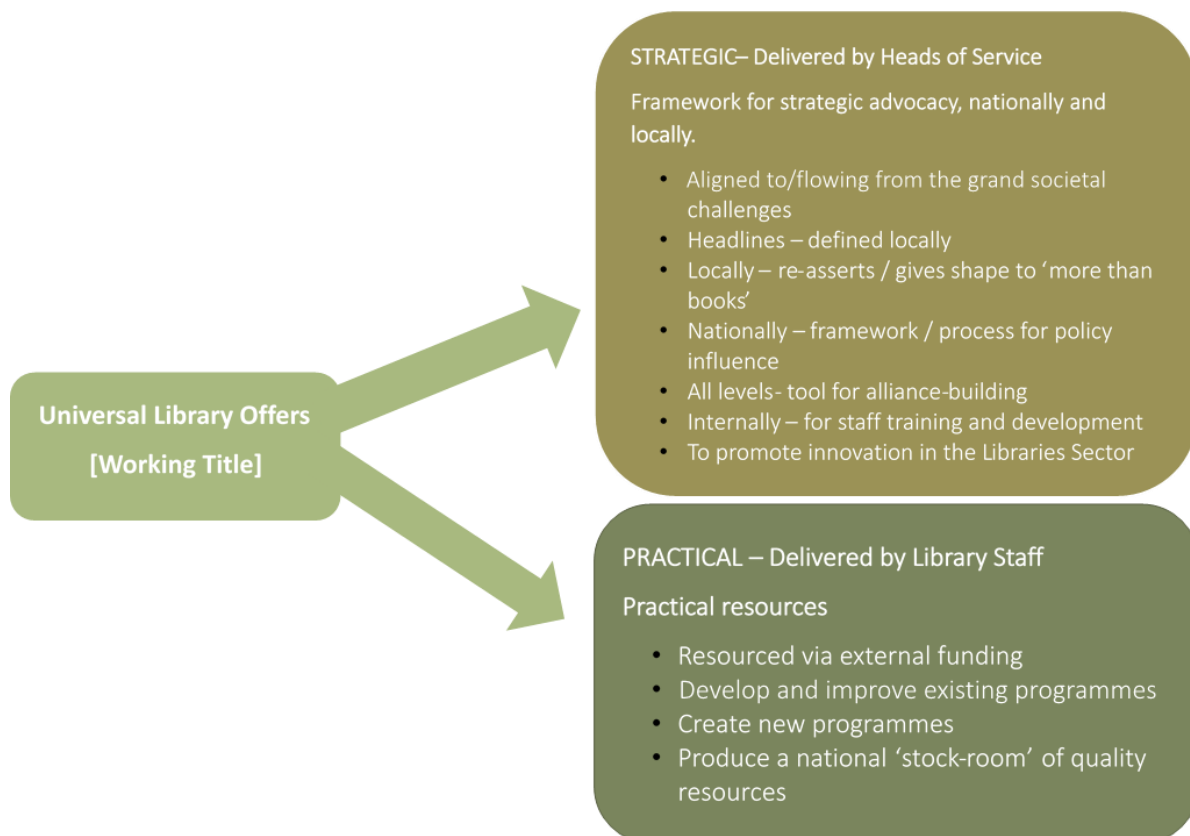 Universal Library Offers
[Working Title]
STRATEGIC– Delivered by Heads of Service
Framework for strategic advocacy, nationally and
locally.
• Aligned to/flowing from the grand societal
challenges
• Headlines – defined locally
• Locally – re-asserts / gives shape to ‘more than
books’
• Nationally – framework / process for policy
influence
• All levels- tool for alliance-building
• Internally – for staff training and development
• To promote innovation in the Libraries Sector
PRACTICAL – Delivered by Library Staff
Practical resources
• Resourced via external funding
• Develop and improve existing programmes
• Create new programmes
• Produce a national ‘stock-room’ of quality
resources